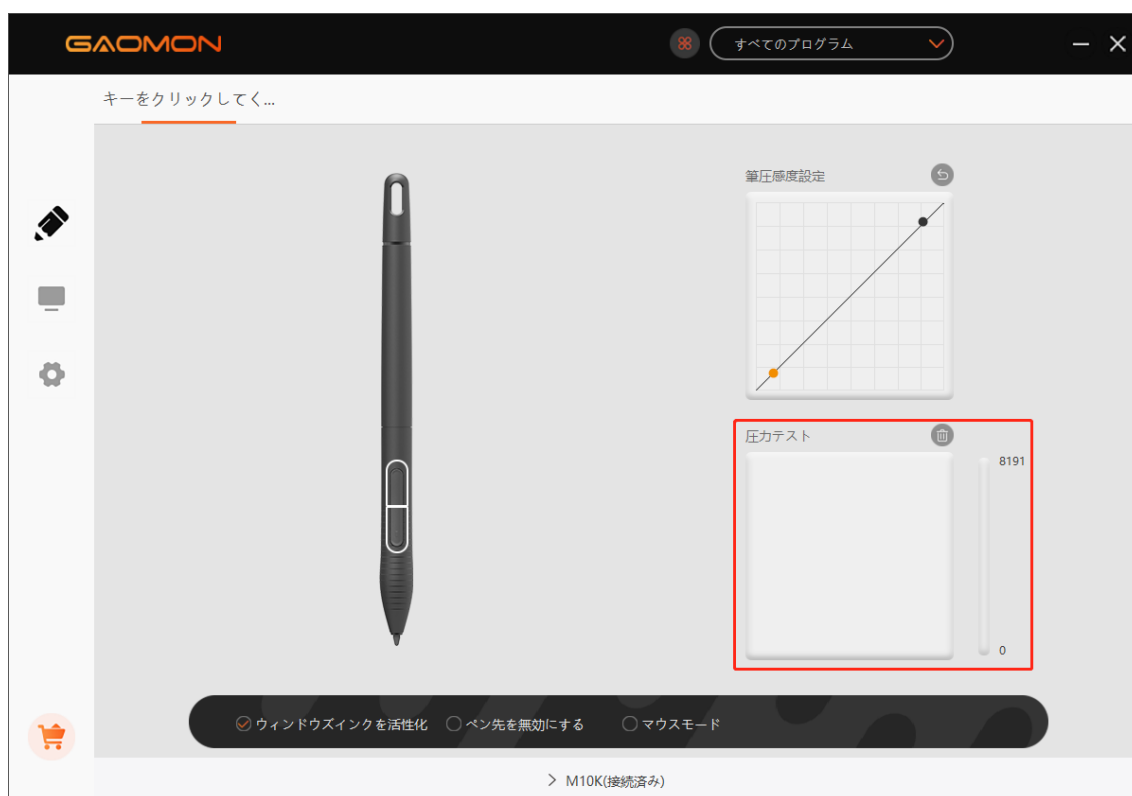 GAOMON
すべてのプログラム
キーをクリックしてく...
筆圧感度設定
圧力テスト
8191
0
ウィンドウズインクを活性化 ペン先を無効にする マウスモード
M10K(接続済み)